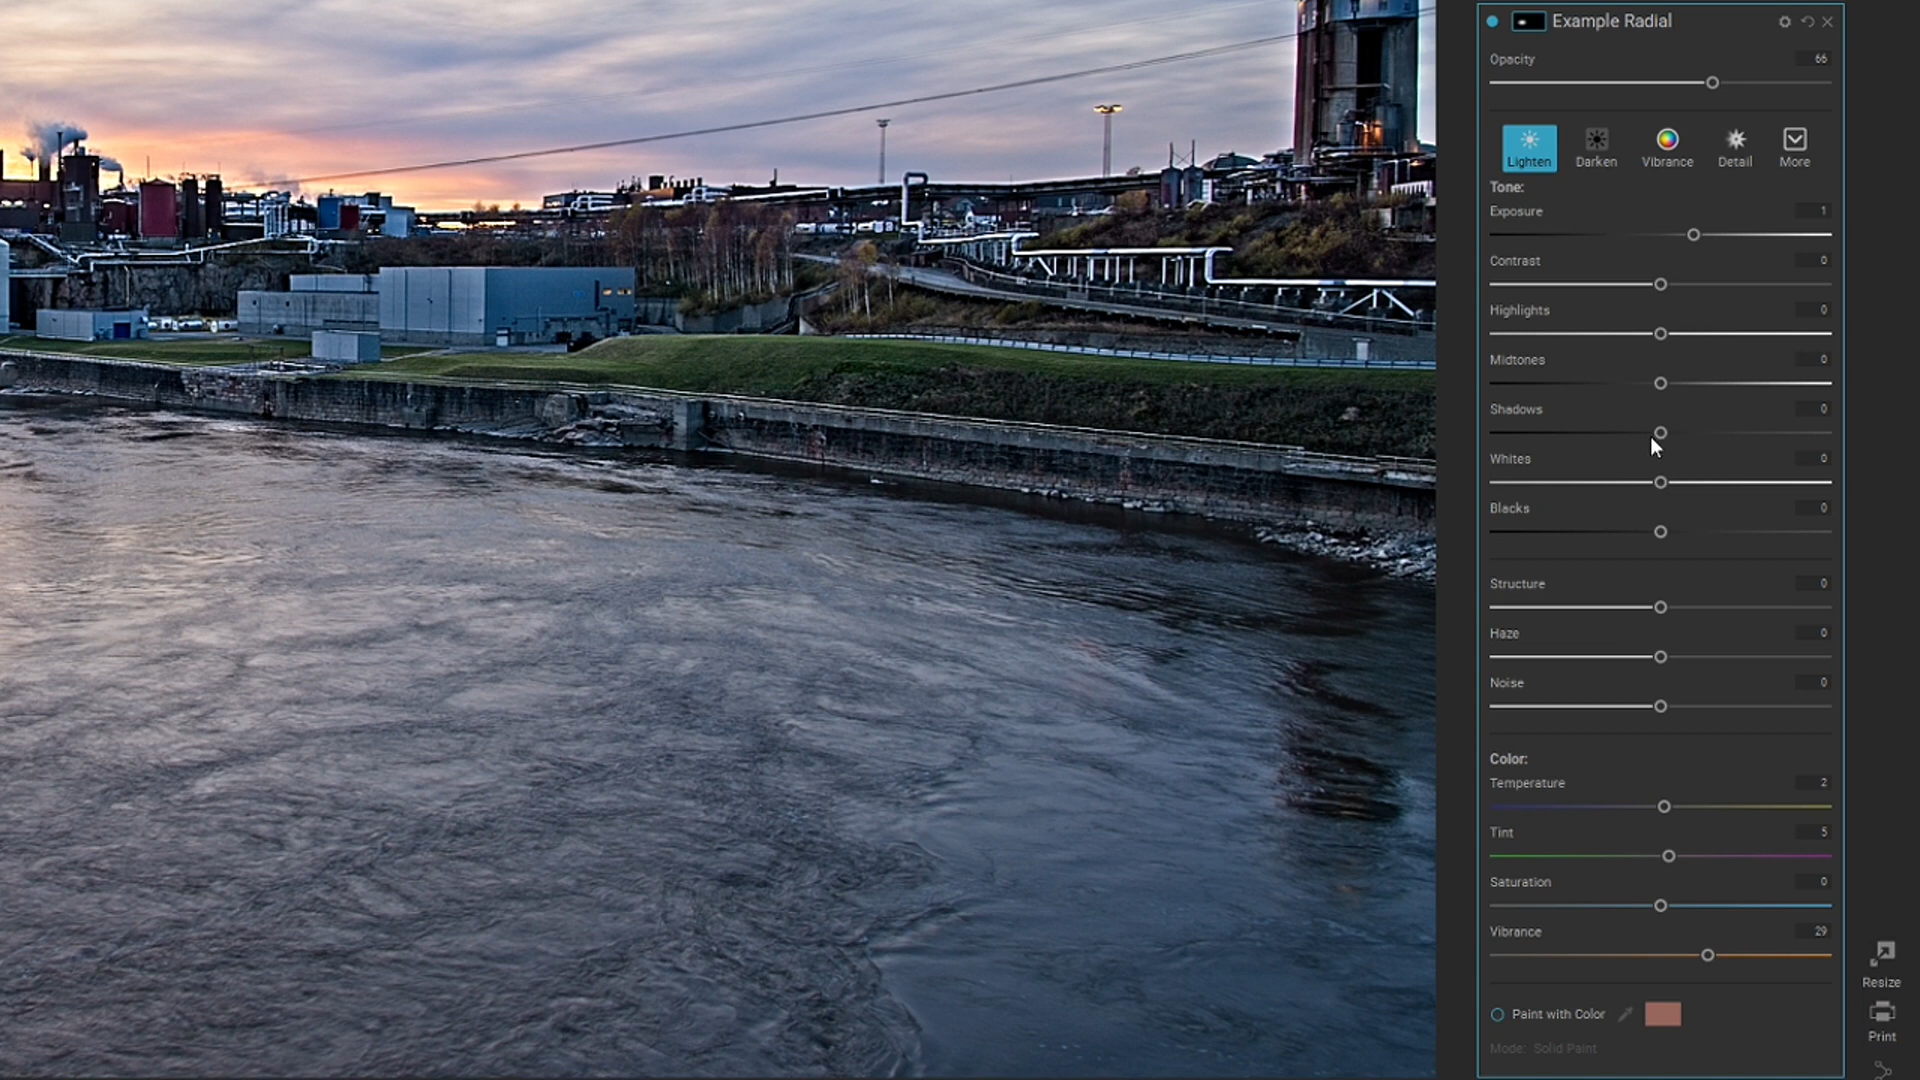 Example Radial
Opacity 66
Lighten Darken Vibrance Detail More
Tone:
Exposure 1
Contrast 0
Highlights 0
Midtones 0
Shadows 0
Whites 0
Blacks 0
Structure 0
Haze 0
Noise 0
Color:
Temperature 2
Tint 5
Saturation 0
Vibrance 29
Resize
Paint with Color
Print
Mode: Solid Paint